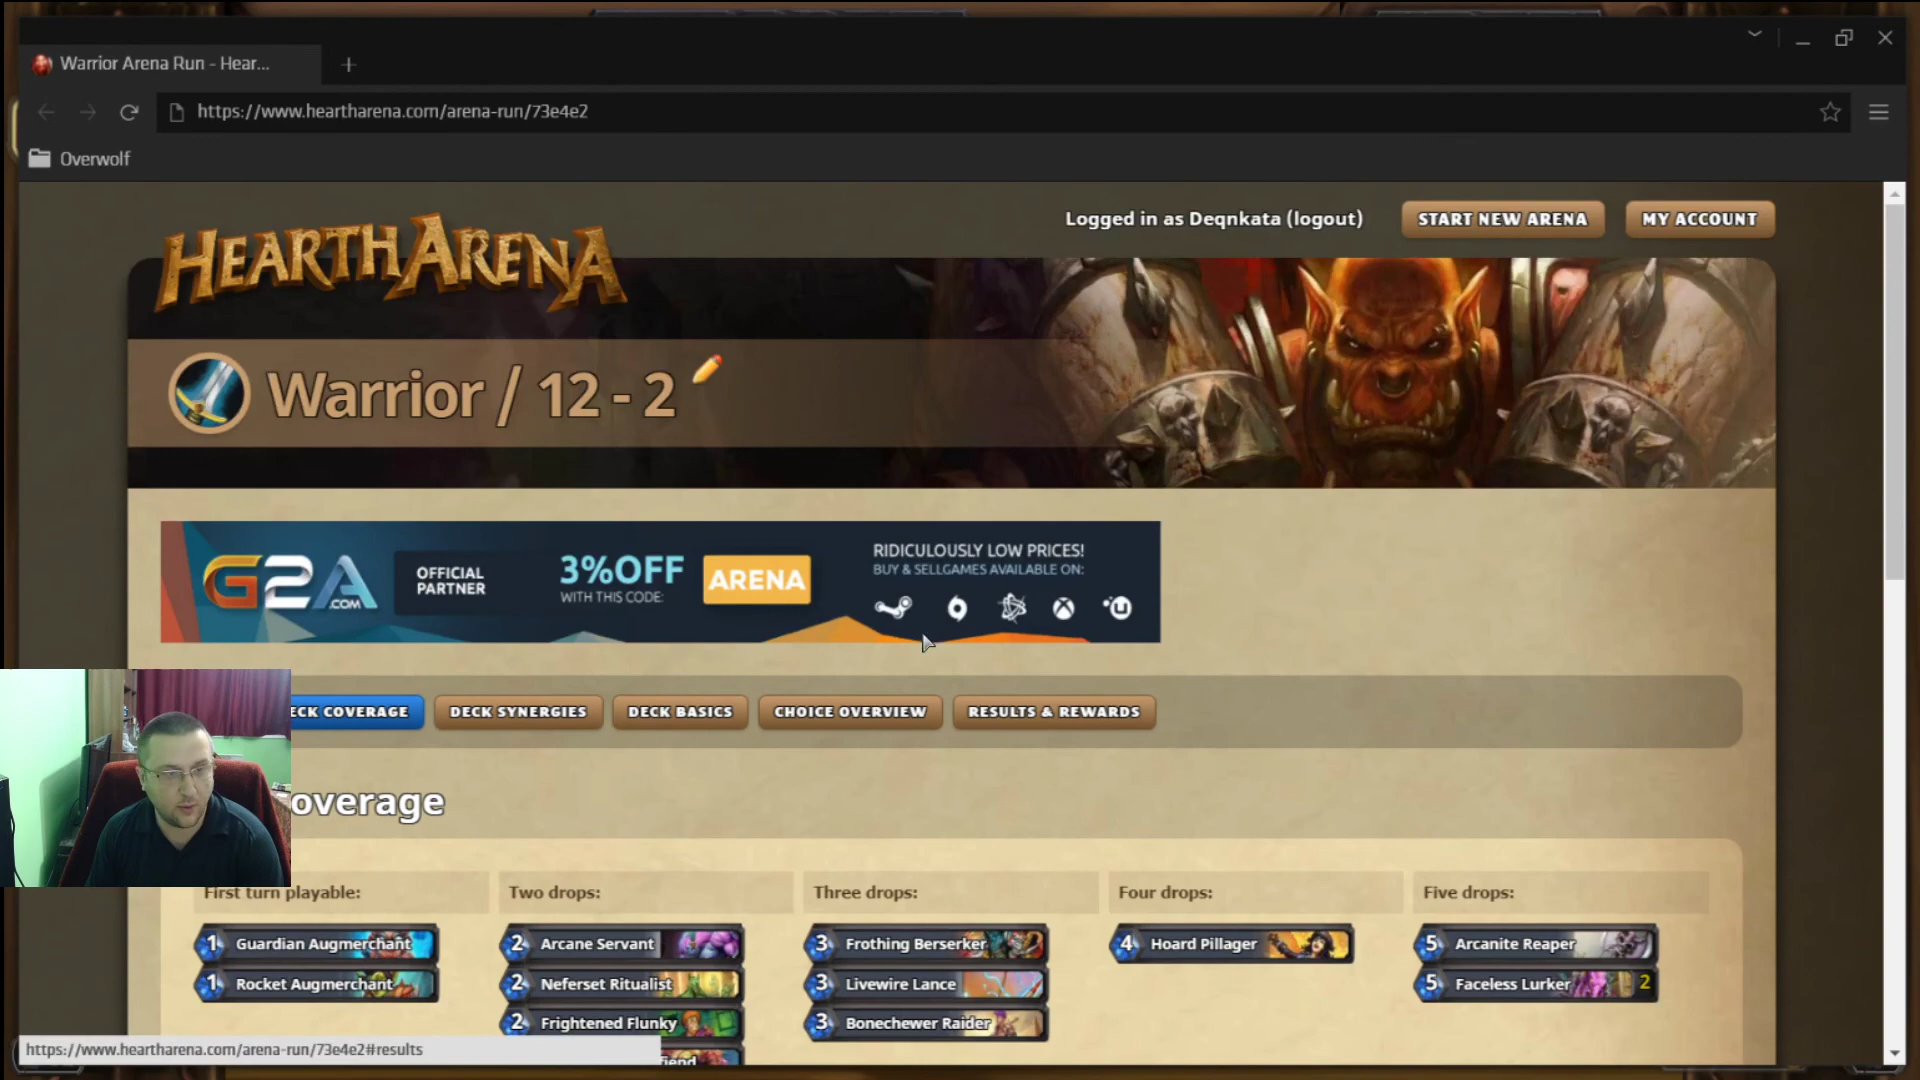 Warrior Arena Run - Hear...
https://www.heartharena.com/arena-run/73e4e2
Overwolf
HEARTHARENA
Logged in as Deqnkata (logout)
START NEW ARENA
MY ACCOUNT
Warrior / 12 - 2
G2A.COM
OFFICIAL
PARTNER
3%OFF
WITH THIS CODE:
ARENA
RIDICULOUSLY LOW PRICES!
BUY & SELLGAMES AVAILABLE ON:
ECK COVERAGE
DECK SYNERGIES
DECK BASICS
CHOICE OVERVIEW
RESULTS & REWARDS
overage
First turn playable:
Two drops:
Three drops:
Four drops:
Five drops:
1 Guardian Augmerchant
2 Arcane Servant
3 Frothing Berserker
4 Hoard Pillager
5 Arcanite Reaper
1 Rocket Augmerchant
2 Neferset Ritualist
3 Livewire Lance
5 Faceless Lurker 2
2 Frightened Flunky
3 Bonechewer Raider
https://www.heartharena.com/arena-run/73e4e2#results